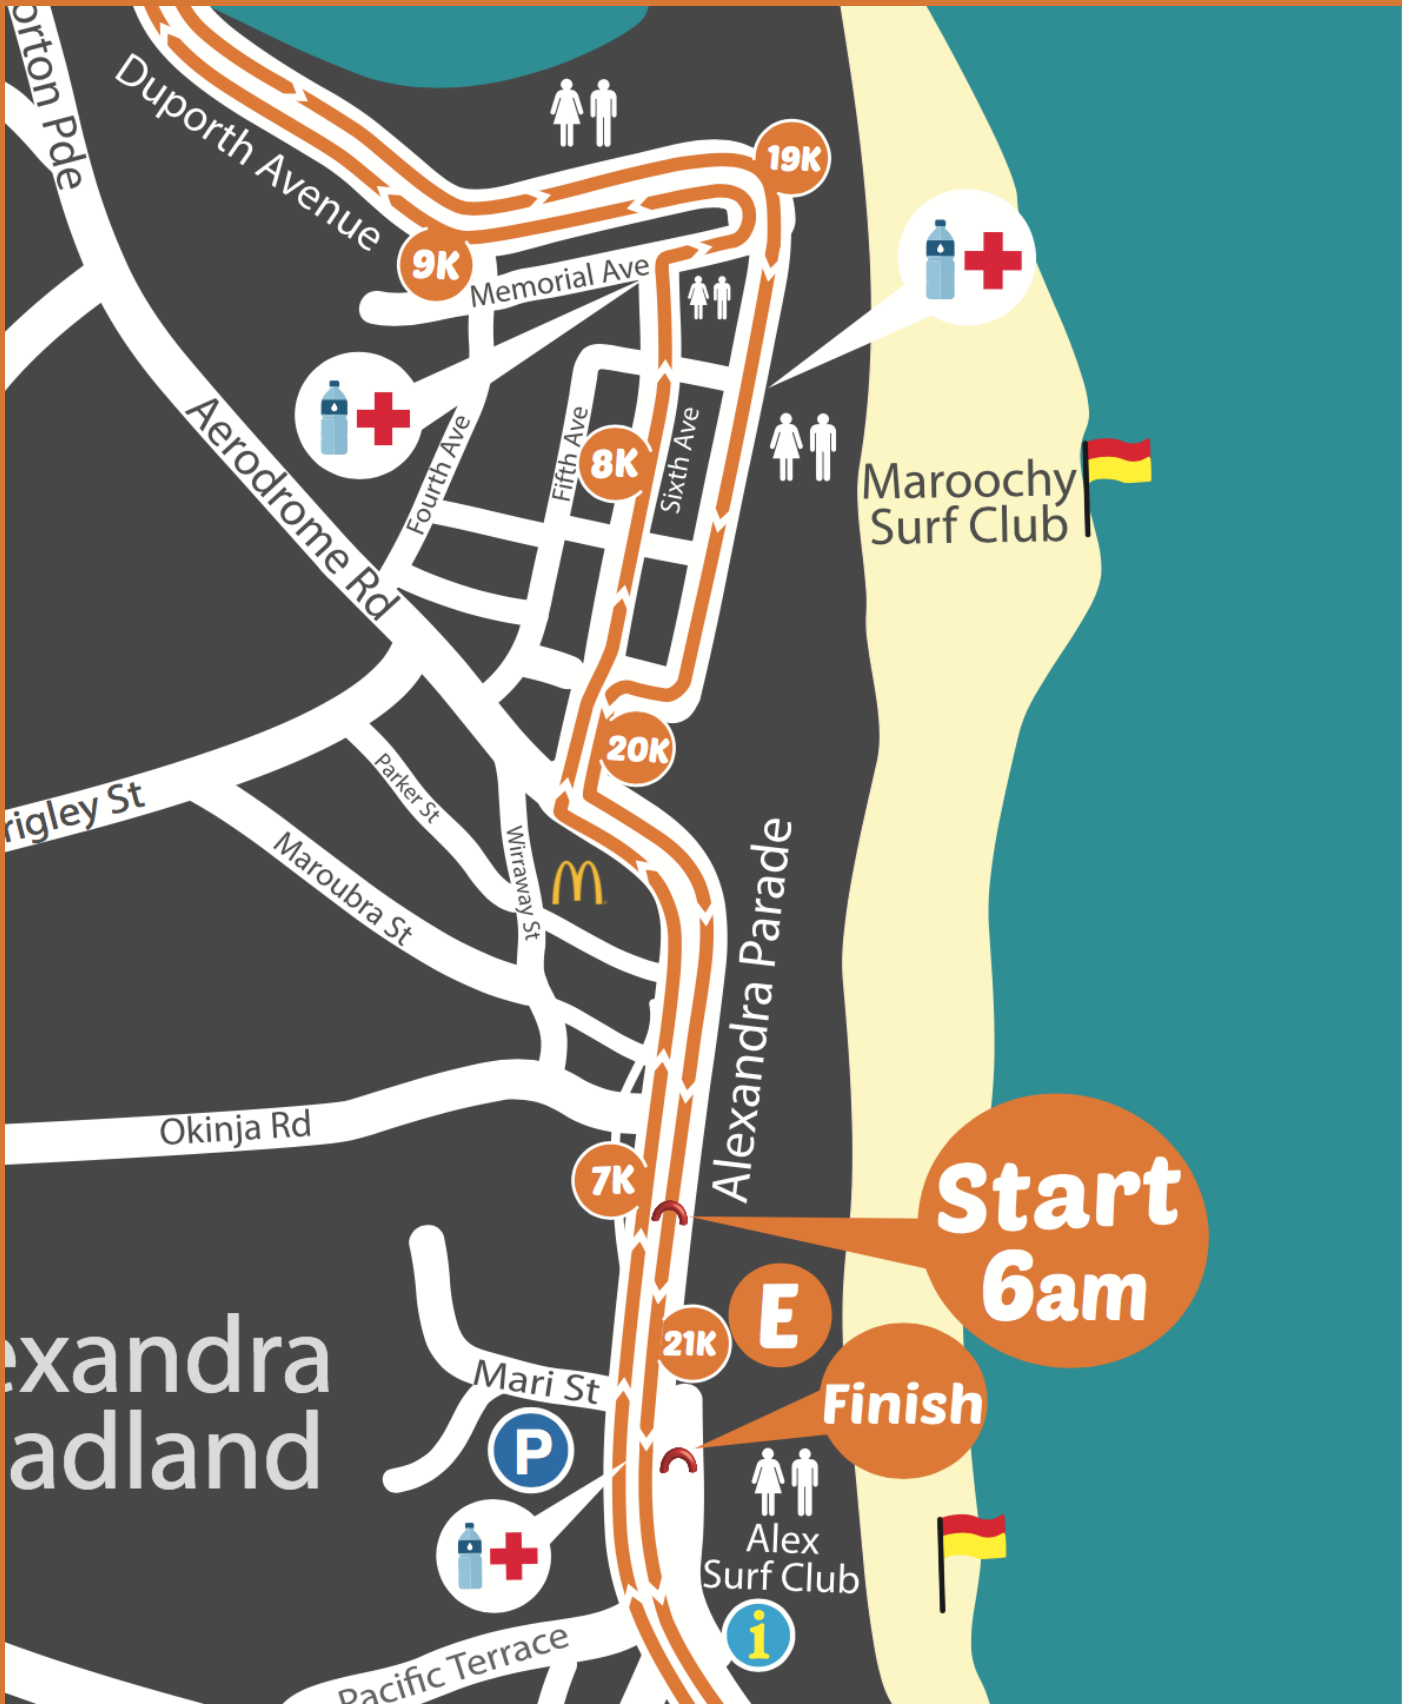 orton Pde
Duporth Avenue
19K
9K
Memorial Ave
Aerodrome Rd
Fourth Ave
Fifth Ave
8K
Sixth Ave
Maroochy
Surf Club
20K
Parker St
rigley St
Maroubra St
Wirraway St
Alexandra Parade
Okinja Rd
7K
Start
6am
E
21K
Finish
exandra
adland
Mari St
P
Alex
Surf Club
i
Pacific Terrace